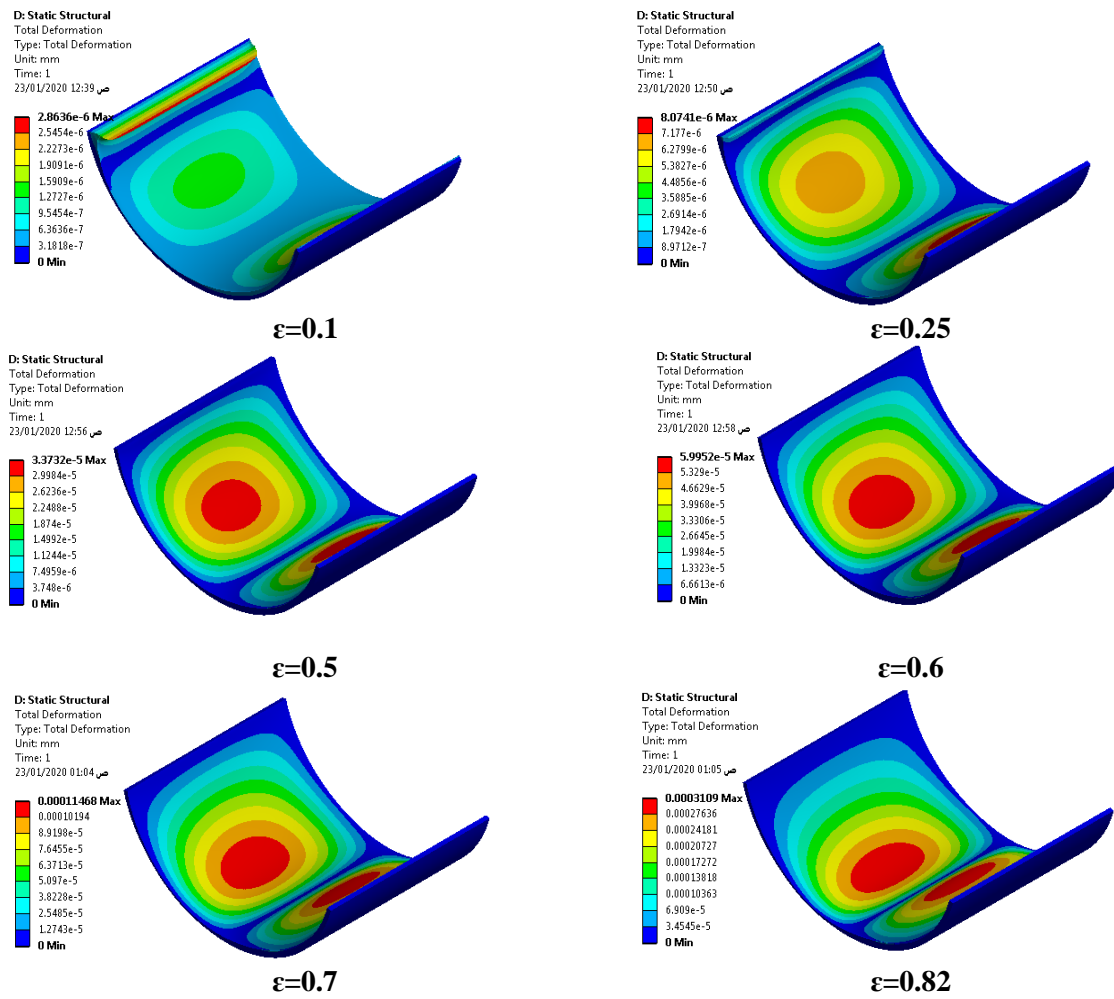 D: Static Structural
Total Deformation
Type: Total Deformation
Unit: mm
Time: 1
23/01/2020 12:39 ص
2.8636e-6 Max
2.5454e-6
2.2273e-6
1.9091e-6
1.5909e-6
1.2727e-6
9.5454e-7
6.3636e-7
3.1818e-7
0 Min
ε=0.1
D: Static Structural
Total Deformation
Type: Total Deformation
Unit: mm
Time: 1
23/01/2020 12:50 ص
8.0741e-6 Max
7.177e-6
6.2799e-6
5.3827e-6
4.4856e-6
3.5885e-6
2.6914e-6
1.7942e-6
8.9712e-7
0 Min
ε=0.25
D: Static Structural
Total Deformation
Type: Total Deformation
Unit: mm
Time: 1
23/01/2020 12:56 ص
3.3732e-5 Max
2.9984e-5
2.6236e-5
2.2488e-5
1.874e-5
1.4992e-5
1.1244e-5
7.4959e-6
3.748e-6
0 Min
ε=0.5
D: Static Structural
Total Deformation
Type: Total Deformation
Unit: mm
Time: 1
23/01/2020 12:58 ص
5.9952e-5 Max
5.329e-5
4.6629e-5
3.9968e-5
3.3306e-5
2.6645e-5
1.9984e-5
1.3323e-5
6.6613e-6
0 Min
ε=0.6
D: Static Structural
Total Deformation
Type: Total Deformation
Unit: mm
Time: 1
23/01/2020 01:04 ص
0.00011468 Max
0.00010194
8.9198e-5
7.6455e-5
6.3713e-5
5.097e-5
3.8228e-5
2.5485e-5
1.2743e-5
0 Min
ε=0.7
D: Static Structural
Total Deformation
Type: Total Deformation
Unit: mm
Time: 1
23/01/2020 01:05 ص
0.0003109 Max
0.00027636
0.00024181
0.00020727
0.00017272
0.00013818
0.00010363
6.909e-5
3.4545e-5
0 Min
ε=0.82